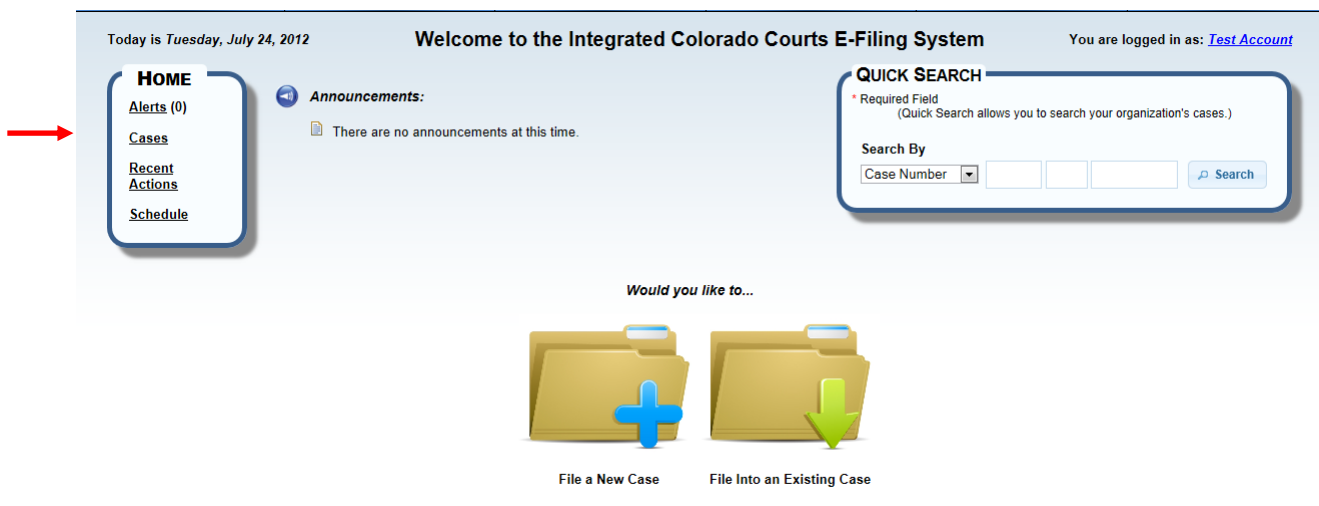 Today is Tuesday, July 24, 2012
Welcome to the Integrated Colorado Courts E-Filing System
You are logged in as: Test Account
HOME
Alerts (0)
Cases
Recent
Actions
Schedule
Announcements:
There are no announcements at this time.
QUICK SEARCH
* Required Field
(Quick Search allows you to search your organization's cases.)
Search By
Case Number
Search
Would you like to...
File a New Case
File Into an Existing Case